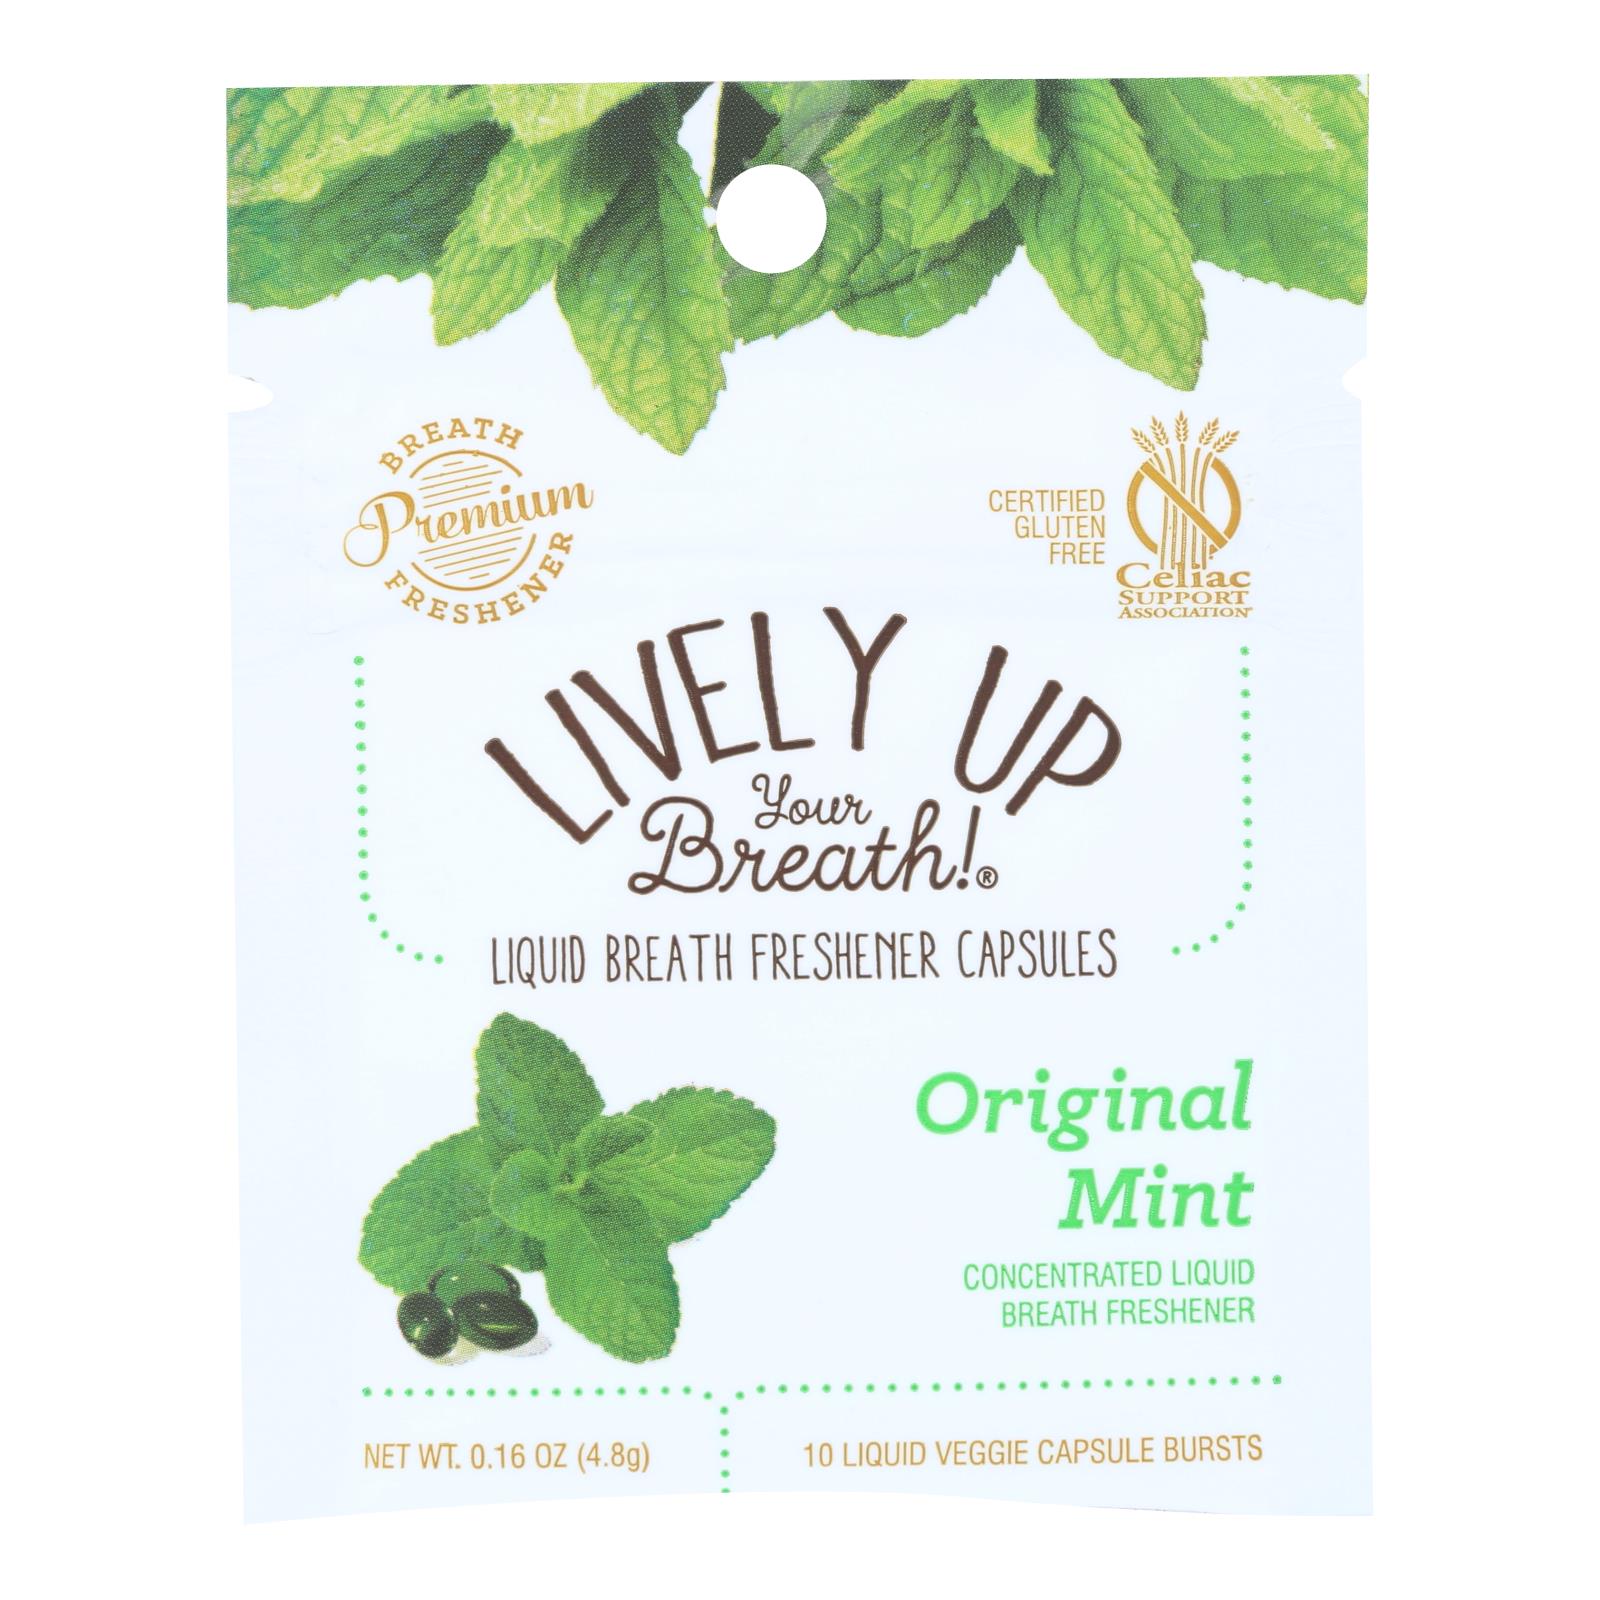 BREATH
Premium
FRESHENER
CERTIFIED
GLUTEN
FREE
Celiac
SUPPORT
ASSOCIATION®
LIVELY UP
Your
Breath!®
LIQUID BREATH FRESHENER CAPSULES
Original
Mint
CONCENTRATED LIQUID
BREATH FRESHENER
NET WT. 0.16 OZ (4.8g)
10 LIQUID VEGGIE CAPSULE BURSTS